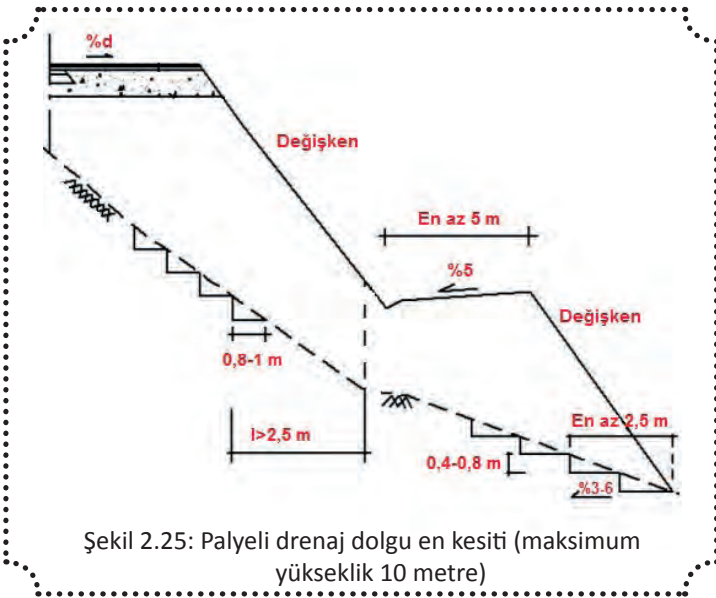 %d
Değişken
En az 5 m
%5
Değişken
0,8-1 m
En az 2,5 m
l>2,5 m
0,4-0,8 m
%3-6
Şekil 2.25: Palyeli drenaj dolgu en kesiti (maksimum
yükseklik 10 metre)